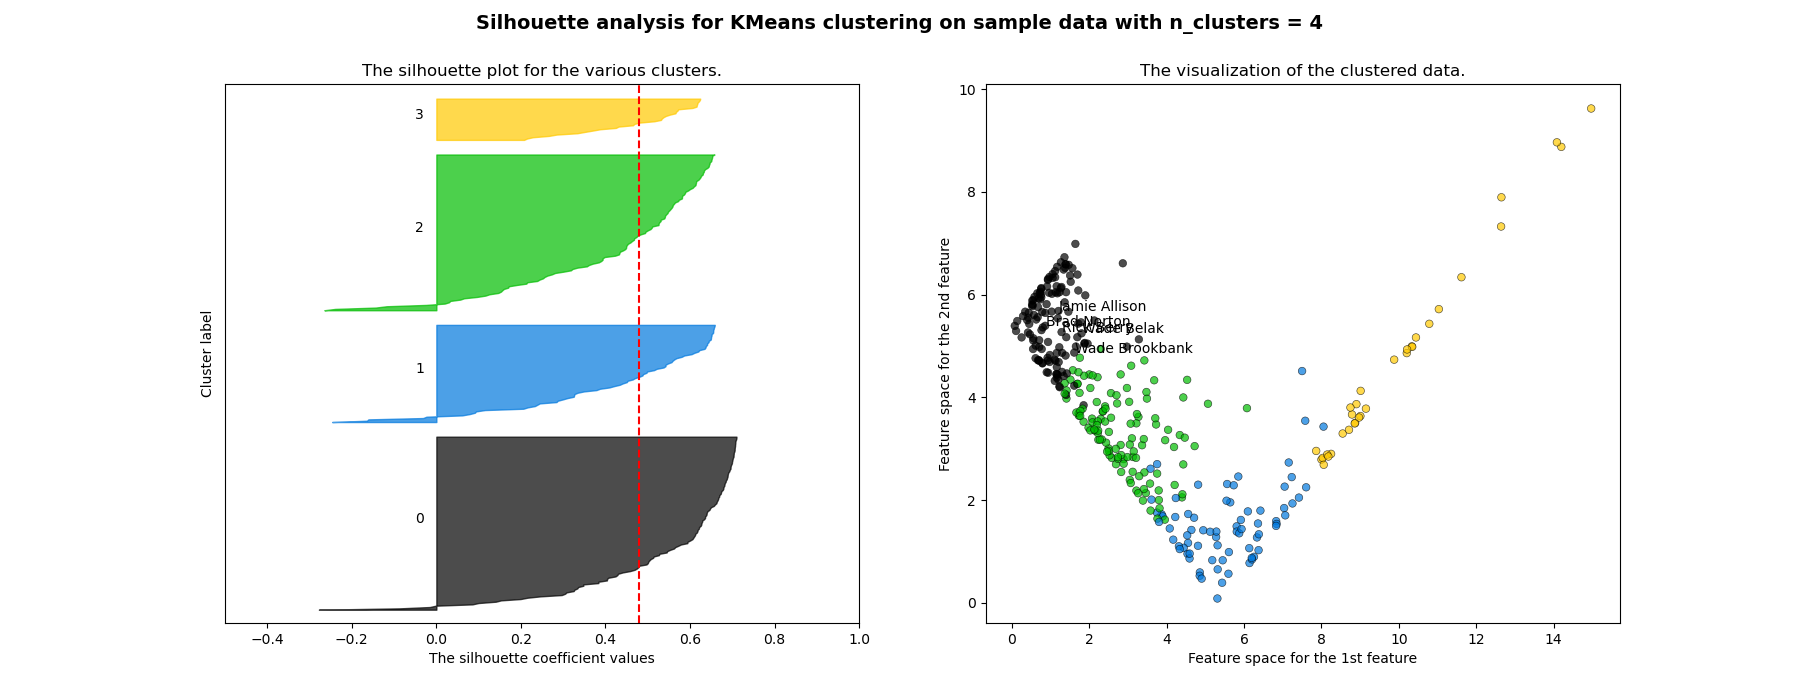 Silhouette analysis for KMeans clustering on sample data with n_clusters = 4
The silhouette plot for the various clusters.
3
2
1
0
Cluster label
−0.4 −0.2 0.0 0.2 0.4 0.6 0.8 1.0
The silhouette coefficient values
The visualization of the clustered data.
10
8
6
4
2
0
Feature space for the 2nd feature
Jamie Allison
Brad Norton
Wade Belak
Wade Brookbank
0 2 4 6 8 10 12 14
Feature space for the 1st feature